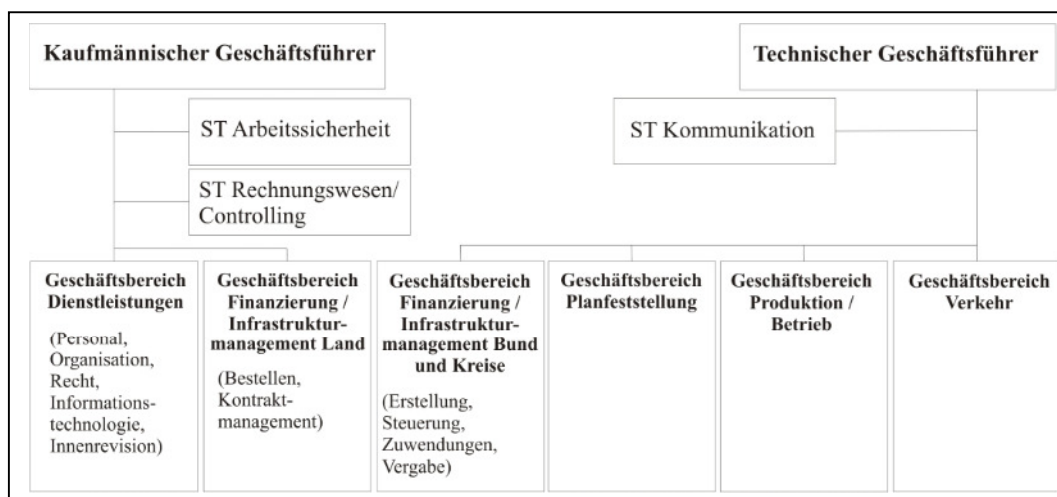 Kaufmännischer Geschäftsführer
Technischer Geschäftsführer
ST Arbeitssicherheit
ST Kommunikation
ST Rechnungswesen/
Controlling
Geschäftsbereich
Dienstleistungen
(Personal,
Organisation,
Recht,
Informations-
technologie,
Innenrevision)
Geschäftsbereich
Finanzierung /
Infrastruktur-
management Land
(Bestellen,
Kontrakt-
management)
Geschäftsbereich
Finanzierung /
Infrastruktur-
management Bund
und Kreise
(Erstellung,
Steuerung,
Zuwendungen,
Vergabe)
Geschäftsbereich
Planfeststellung
Geschäftsbereich
Produktion /
Betrieb
Geschäftsbereich
Verkehr